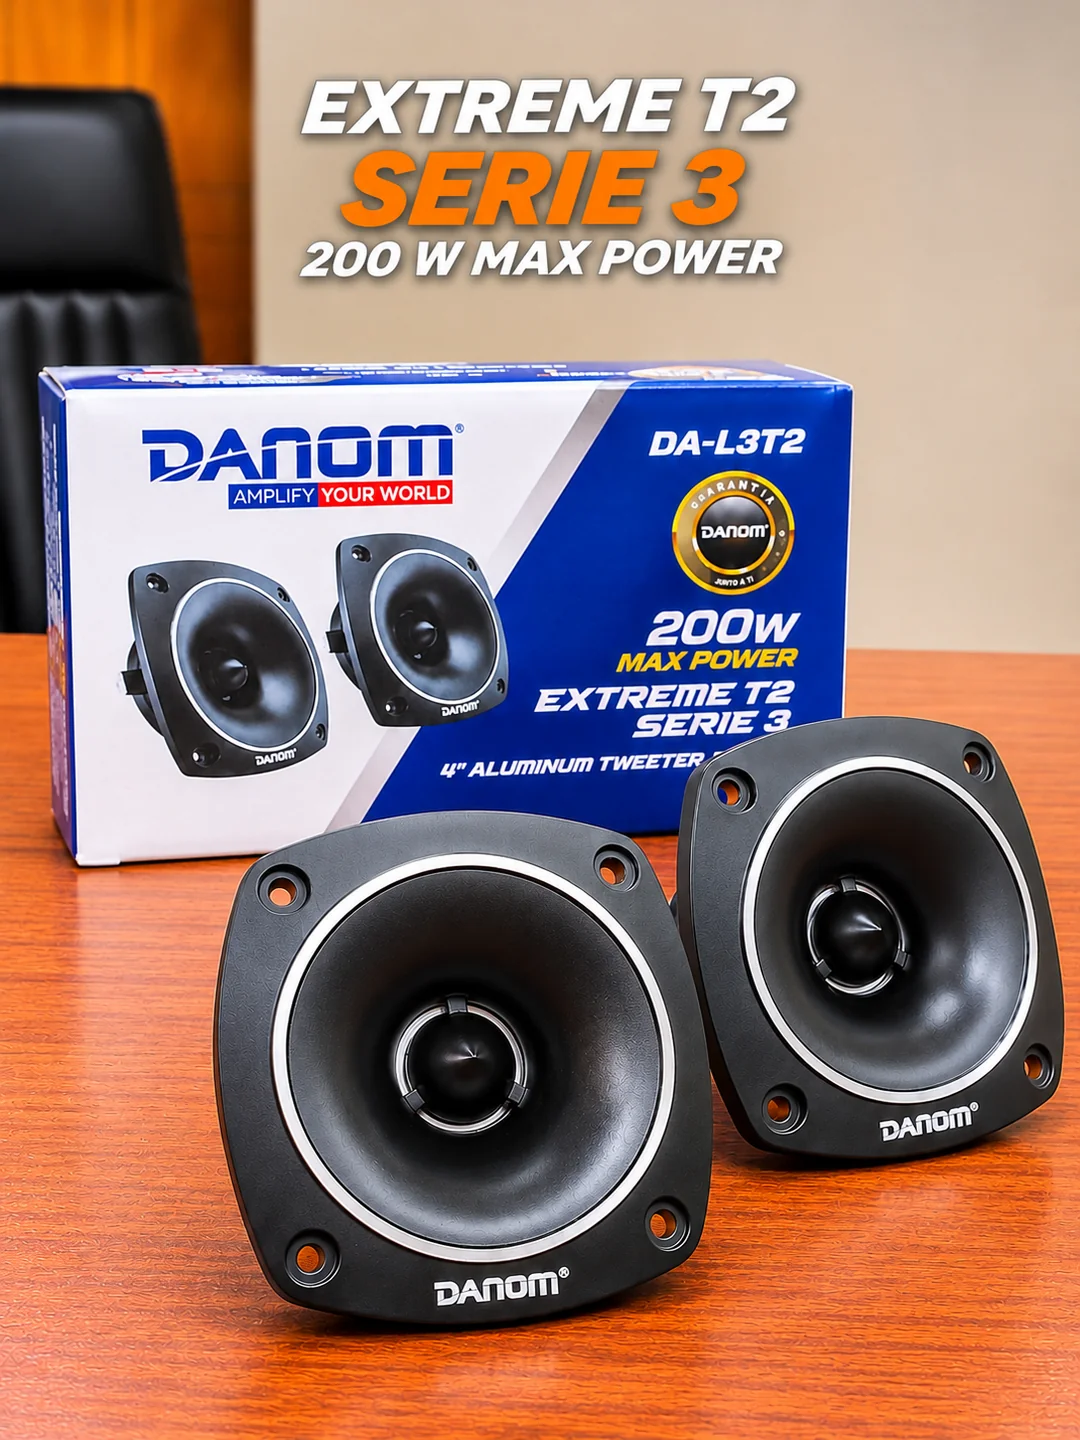 EXTREME T2
SERIE 3
200 W MAX POWER
DANOM®
AMPLIFY YOUR WORLD
DA-L3T2
GARANTIA
DANOM®
JUNTO A TI
200W
MAX POWER
EXTREME T2
SERIE 3
4" ALUMINUM TWEETER
DANOM®
DANOM®
DANOM®
DANOM®